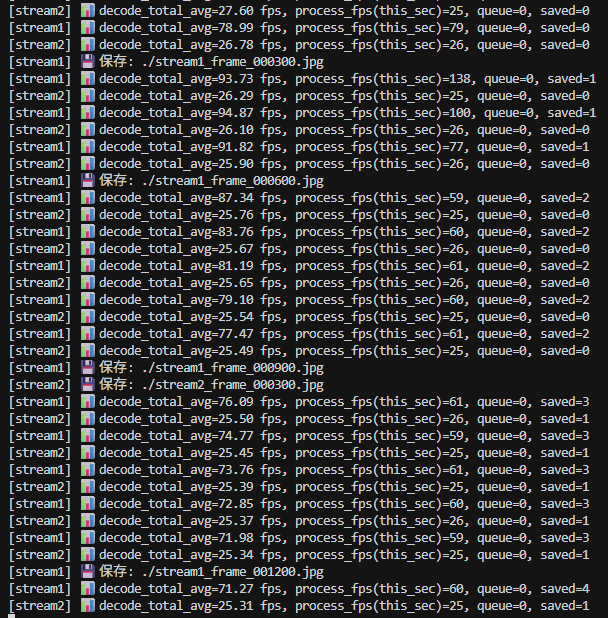 [stream2] 📊 decode_total_avg=27.60 fps, process_fps(this_sec)=25, queue=0, saved=0
[stream1] 📊 decode_total_avg=78.99 fps, process_fps(this_sec)=79, queue=0, saved=0
[stream2] 📊 decode_total_avg=26.78 fps, process_fps(this_sec)=26, queue=0, saved=0
[stream1] 💾 保存: ./stream1_frame_000300.jpg
[stream1] 📊 decode_total_avg=93.73 fps, process_fps(this_sec)=138, queue=0, saved=1
[stream2] 📊 decode_total_avg=26.29 fps, process_fps(this_sec)=25, queue=0, saved=0
[stream1] 📊 decode_total_avg=94.87 fps, process_fps(this_sec)=100, queue=0, saved=1
[stream2] 📊 decode_total_avg=26.10 fps, process_fps(this_sec)=26, queue=0, saved=0
[stream1] 📊 decode_total_avg=91.82 fps, process_fps(this_sec)=77, queue=0, saved=1
[stream2] 📊 decode_total_avg=25.90 fps, process_fps(this_sec)=26, queue=0, saved=0
[stream1] 💾 保存: ./stream1_frame_000600.jpg
[stream1] 📊 decode_total_avg=87.34 fps, process_fps(this_sec)=59, queue=0, saved=2
[stream2] 📊 decode_total_avg=25.76 fps, process_fps(this_sec)=25, queue=0, saved=0
[stream1] 📊 decode_total_avg=83.76 fps, process_fps(this_sec)=60, queue=0, saved=2
[stream2] 📊 decode_total_avg=25.67 fps, process_fps(this_sec)=26, queue=0, saved=0
[stream1] 📊 decode_total_avg=81.19 fps, process_fps(this_sec)=61, queue=0, saved=2
[stream2] 📊 decode_total_avg=25.65 fps, process_fps(this_sec)=26, queue=0, saved=0
[stream1] 📊 decode_total_avg=79.10 fps, process_fps(this_sec)=60, queue=0, saved=2
[stream2] 📊 decode_total_avg=25.54 fps, process_fps(this_sec)=25, queue=0, saved=0
[stream1] 📊 decode_total_avg=77.47 fps, process_fps(this_sec)=61, queue=0, saved=2
[stream2] 📊 decode_total_avg=25.49 fps, process_fps(this_sec)=25, queue=0, saved=0
[stream1] 💾 保存: ./stream1_frame_000900.jpg
[stream2] 💾 保存: ./stream2_frame_000300.jpg
[stream1] 📊 decode_total_avg=76.09 fps, process_fps(this_sec)=61, queue=0, saved=3
[stream2] 📊 decode_total_avg=25.50 fps, process_fps(this_sec)=26, queue=0, saved=1
[stream1] 📊 decode_total_avg=74.77 fps, process_fps(this_sec)=59, queue=0, saved=3
[stream2] 📊 decode_total_avg=25.45 fps, process_fps(this_sec)=25, queue=0, saved=1
[stream1] 📊 decode_total_avg=73.76 fps, process_fps(this_sec)=61, queue=0, saved=3
[stream2] 📊 decode_total_avg=25.39 fps, process_fps(this_sec)=25, queue=0, saved=1
[stream1] 📊 decode_total_avg=72.85 fps, process_fps(this_sec)=60, queue=0, saved=3
[stream2] 📊 decode_total_avg=25.37 fps, process_fps(this_sec)=26, queue=0, saved=1
[stream1] 📊 decode_total_avg=71.98 fps, process_fps(this_sec)=59, queue=0, saved=3
[stream2] 📊 decode_total_avg=25.34 fps, process_fps(this_sec)=25, queue=0, saved=1
[stream1] 💾 保存: ./stream1_frame_001200.jpg
[stream1] 📊 decode_total_avg=71.27 fps, process_fps(this_sec)=60, queue=0, saved=4
[stream2] 📊 decode_total_avg=25.31 fps, process_fps(this_sec)=25, queue=0, saved=1